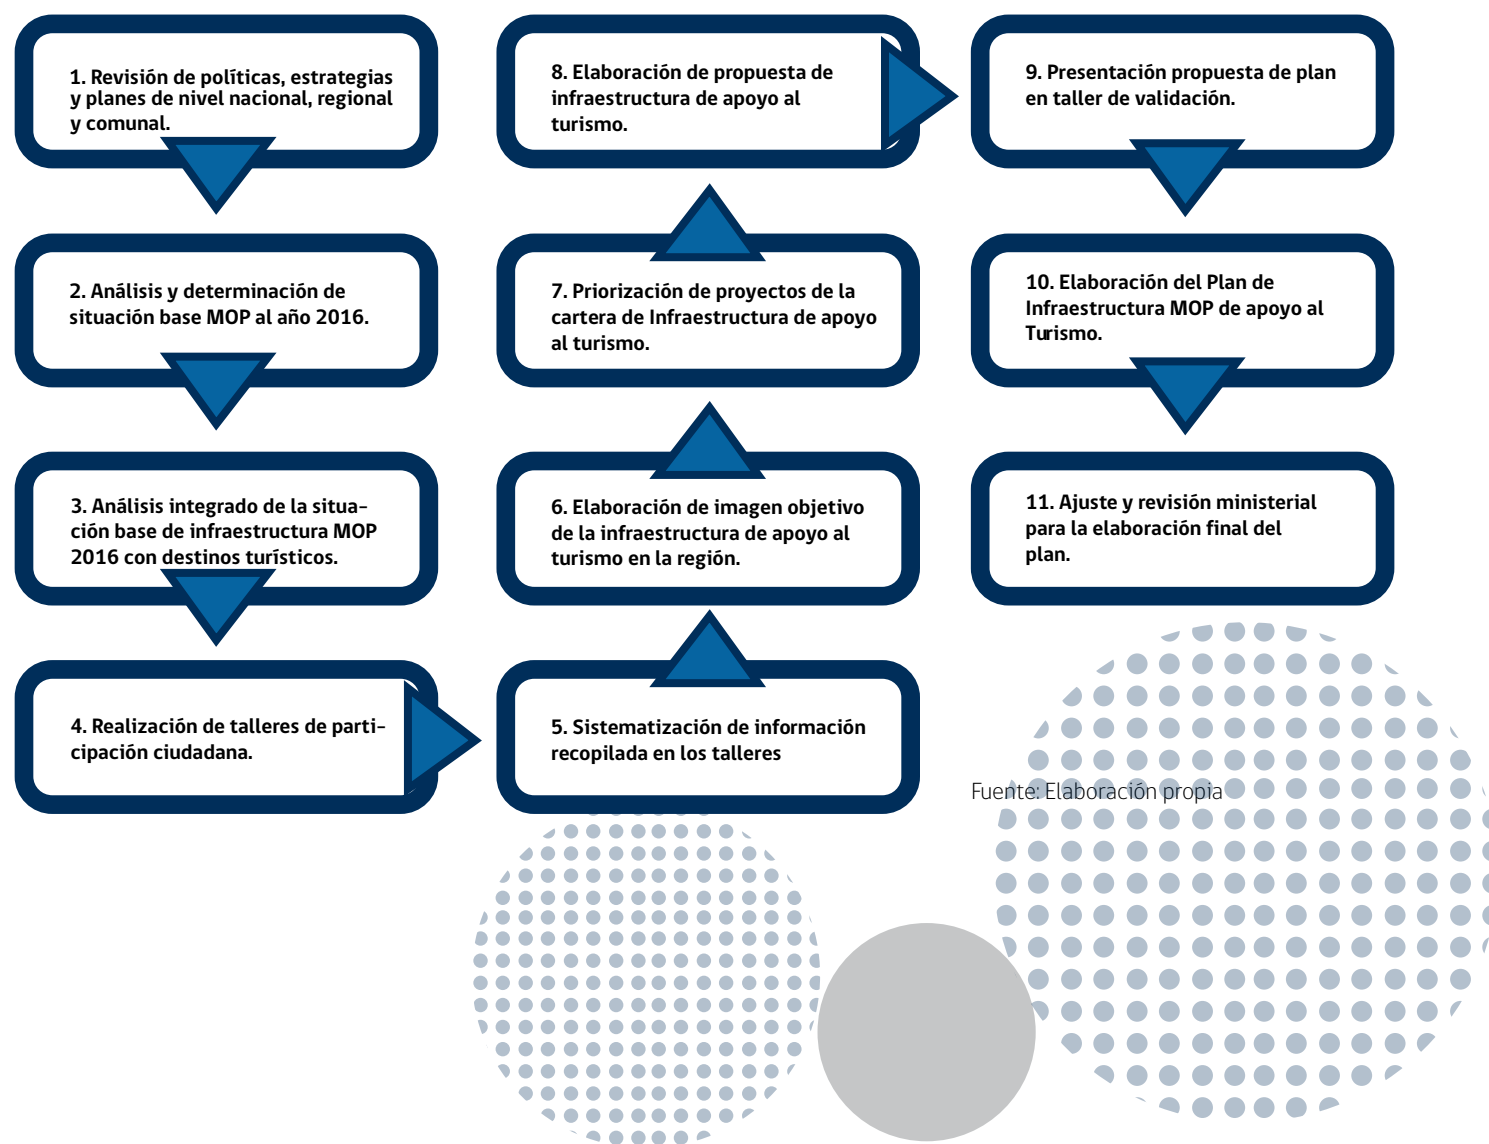 1. Revisión de políticas, estrategias
y planes de nivel nacional, regional
y comunal.
2. Análisis y determinación de
situación base MOP al año 2016.
3. Análisis integrado de la situa-
ción base de infraestructura MOP
2016 con destinos turísticos.
4. Realización de talleres de parti-
cipación ciudadana.
5. Sistematización de información
recopilada en los talleres
6. Elaboración de imagen objetivo
de la infraestructura de apoyo al
turismo en la región.
7. Priorización de proyectos de la
cartera de Infraestructura de apoyo
al turismo.
8. Elaboración de propuesta de
infraestructura de apoyo al
turismo.
9. Presentación propuesta de plan
en taller de validación.
10. Elaboración del Plan de
Infraestructura MOP de apoyo al
Turismo.
11. Ajuste y revisión ministerial
para la elaboración final del
plan.
Fuente: Elaboración propia